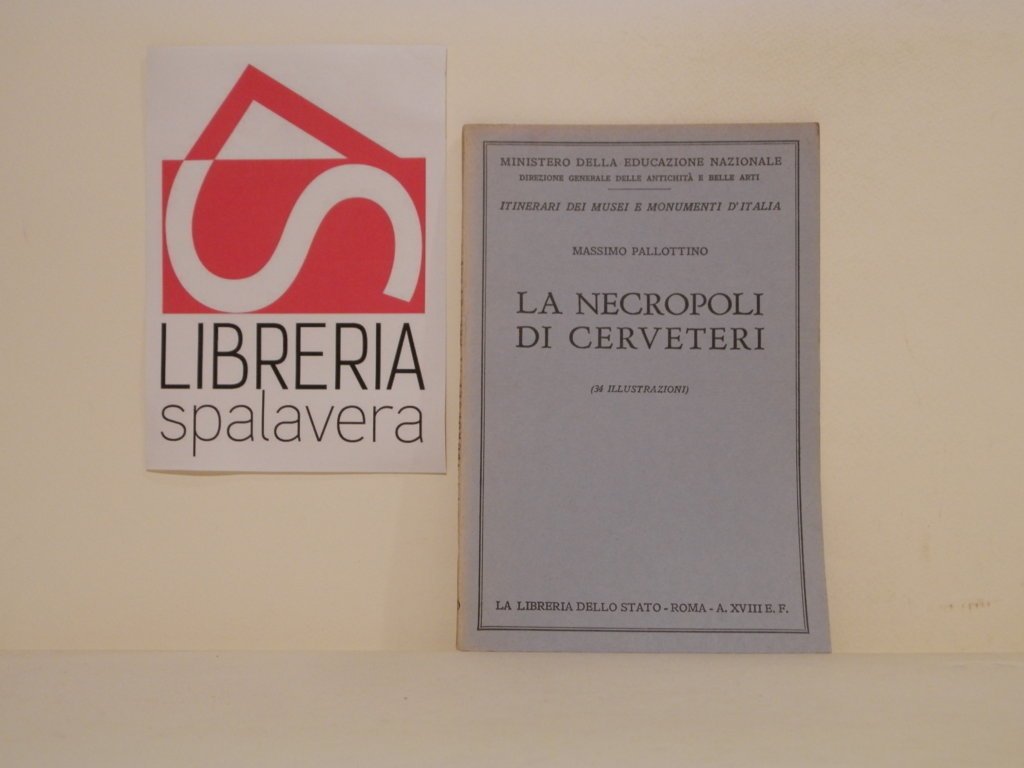 LIBRERIA
spalavera
MINISTERO DELLA EDUCAZIONE NAZIONALE
DIREZIONE GENERALE DELLE ANTICHITÀ E BELLE ARTI
ITINERARI DEI MUSEI E MONUMENTI D'ITALIA
MASSIMO PALLOTTINO
LA NECROPOLI
DI CERVETERI
(34 ILLUSTRAZIONI)
LA LIBRERIA DELLO STATO - ROMA - A. XVIII E. F.